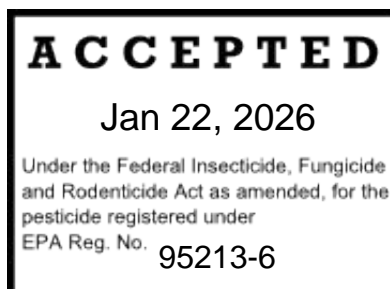 ACCEPTED
Jan 22, 2026
Under the Federal Insecticide, Fungicide
and Rodenticide Act as amended, for the
pesticide registered under
EPA Reg. No. 95213-6